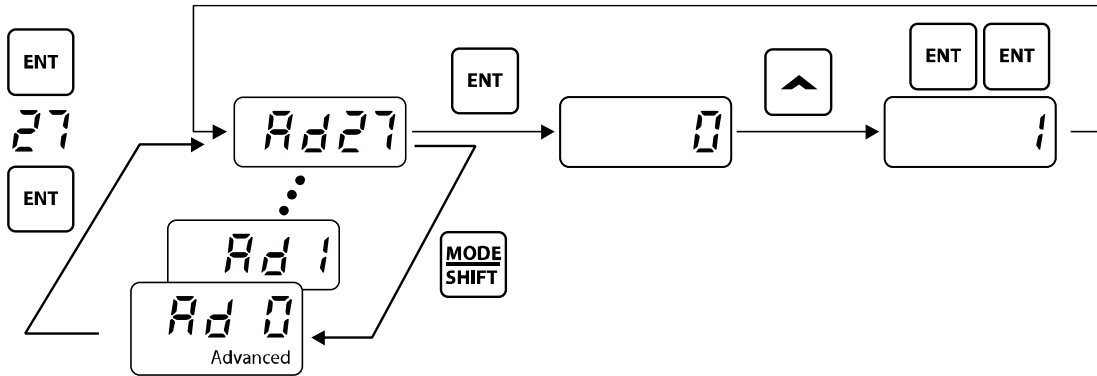 ENT
27
ENT
Ad27
Ad 1
Ad 0
Advanced
ENT
MODE
SHIFT
0
ENT ENT
1